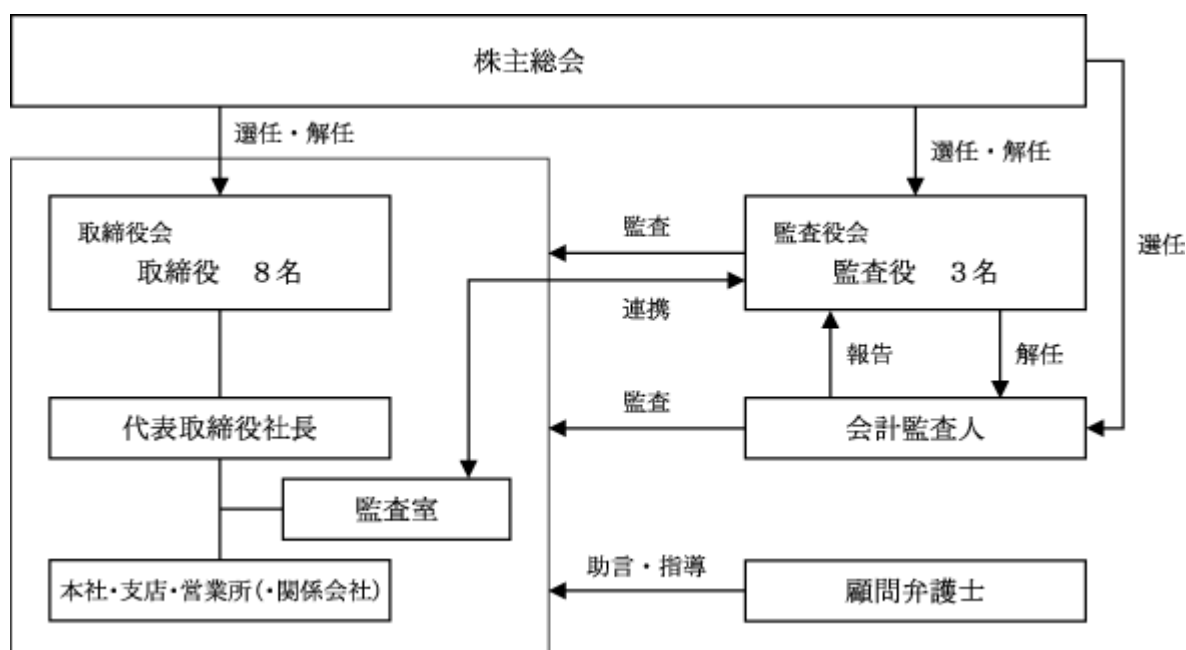 株主総会
選任・解任
選任・解任
選任
取締役会
取締役　８名
監査
監査役会
監査役　３名
連携
報告
解任
代表取締役社長
監査
会計監査人
監査室
本社・支店・営業所(・関係会社)
助言・指導
顧問弁護士